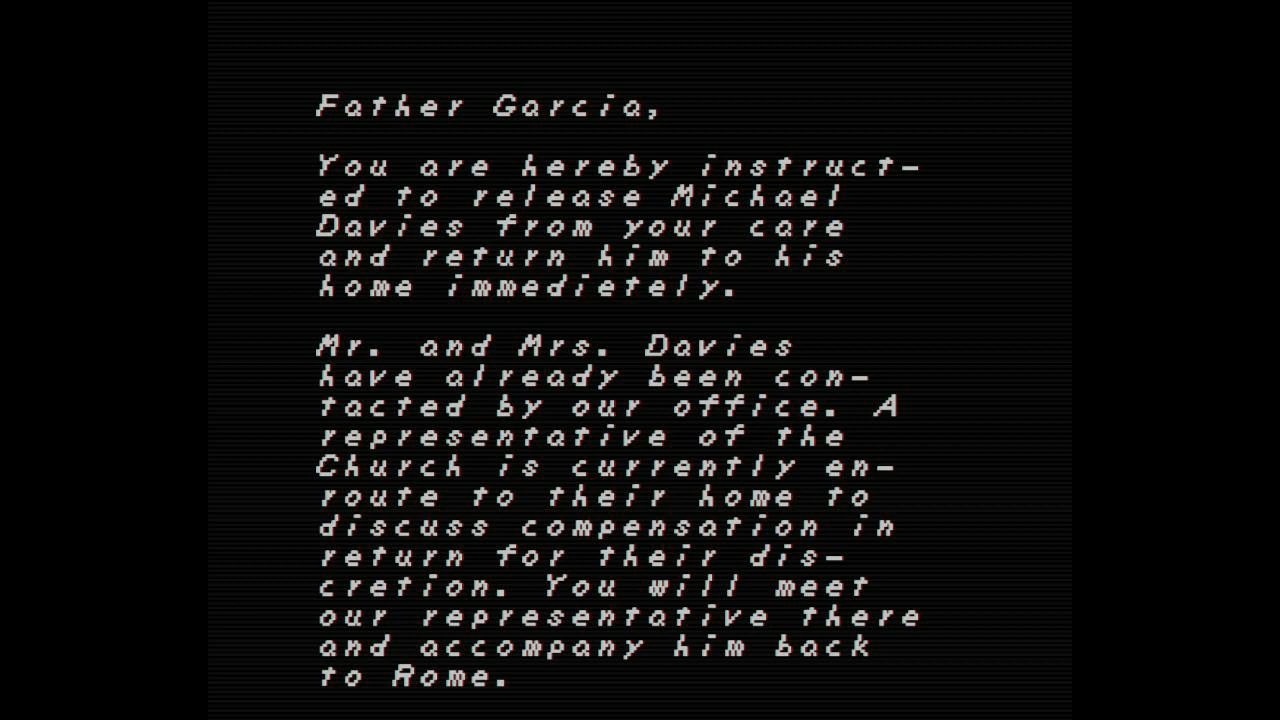 Father Garcia,
You are hereby instruct-
ed to release Michael
Davies from your care
and return him to his
home immedietely.
Mr. and Mrs. Davies
have already been con-
tacted by our office. A
representative of the
Church is currently en-
route to their home to
discuss compensation in
return for their dis-
cretion. You will meet
our representative there
and accompany him back
to Rome.